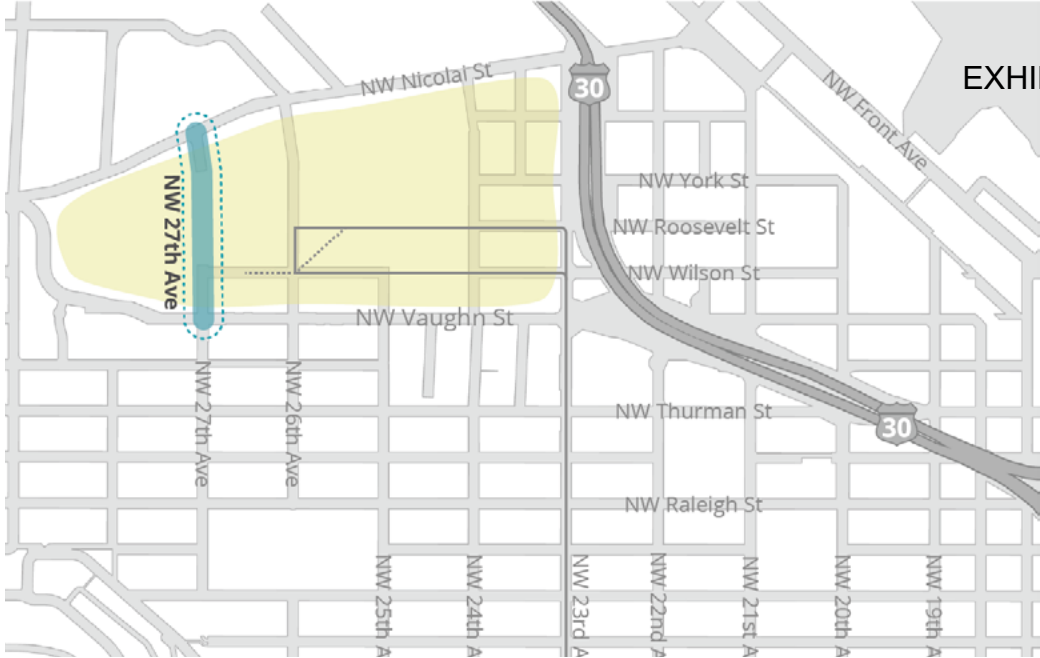 NW Nicolai St
30
EXHI
NW Front Ave
NW York St
NW 27th Ave
NW Roosevelt St
NW Wilson St
NW Vaughn St
NW 27th Ave
NW 26th Ave
NW Thurman St
30
NW Raleigh St
NW 25th A
NW 24th A
NW 23rd A
NW 22nd A
NW 21st A
NW 20th A
NW 19th A